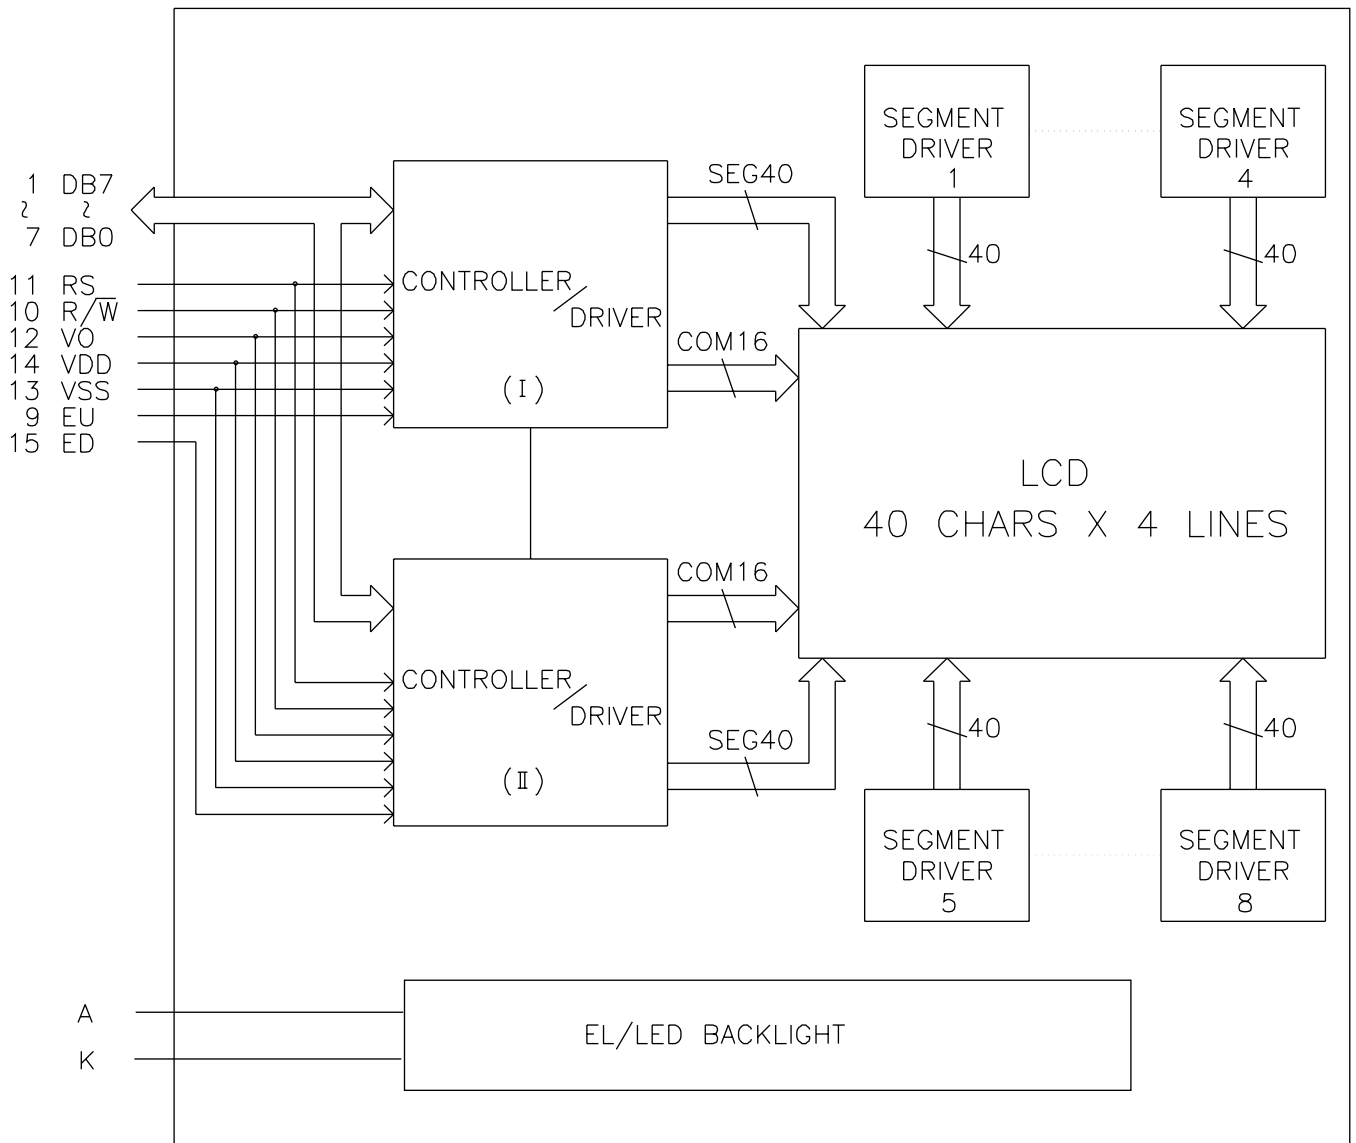 SEGMENT
DRIVER
1
SEGMENT
DRIVER
4
1 DB7
~ ~
7 DB0
SEG40
40
40
11 RS
10 R/W̅
12 VO
14 VDD
13 VSS
9 EU
15 ED
CONTROLLER
/DRIVER
(I)
COM16
LCD
40 CHARS X 4 LINES
COM16
CONTROLLER
/DRIVER
(II)
SEG40
40
40
SEGMENT
DRIVER
5
SEGMENT
DRIVER
8
A
K
EL/LED BACKLIGHT